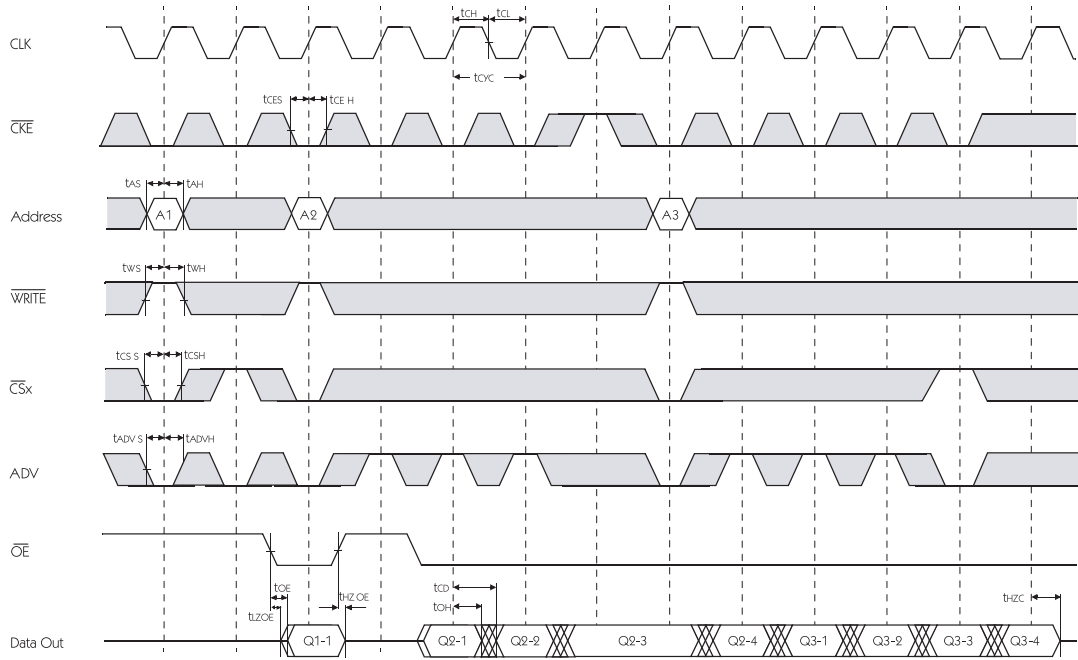 tCH tCL
CLK
tCYC
tCES tCE H
CKE
tAS tAH
Address A1 A2 A3
tWS tWH
WRITE
tCS S tCSH
CSx
tADV S tADVH
ADV
OE
tOE tHZ OE tCD tHZC
tLZOE tOH
Data Out Q1-1 Q2-1 Q2-2 Q2-3 Q2-4 Q3-1 Q3-2 Q3-3 Q3-4